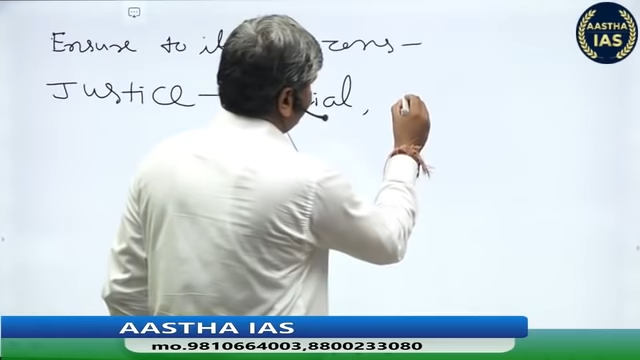 Ensure to
Justice –
AASTHA
IAS
AASTHA IAS
mo.9810664003,8800233080